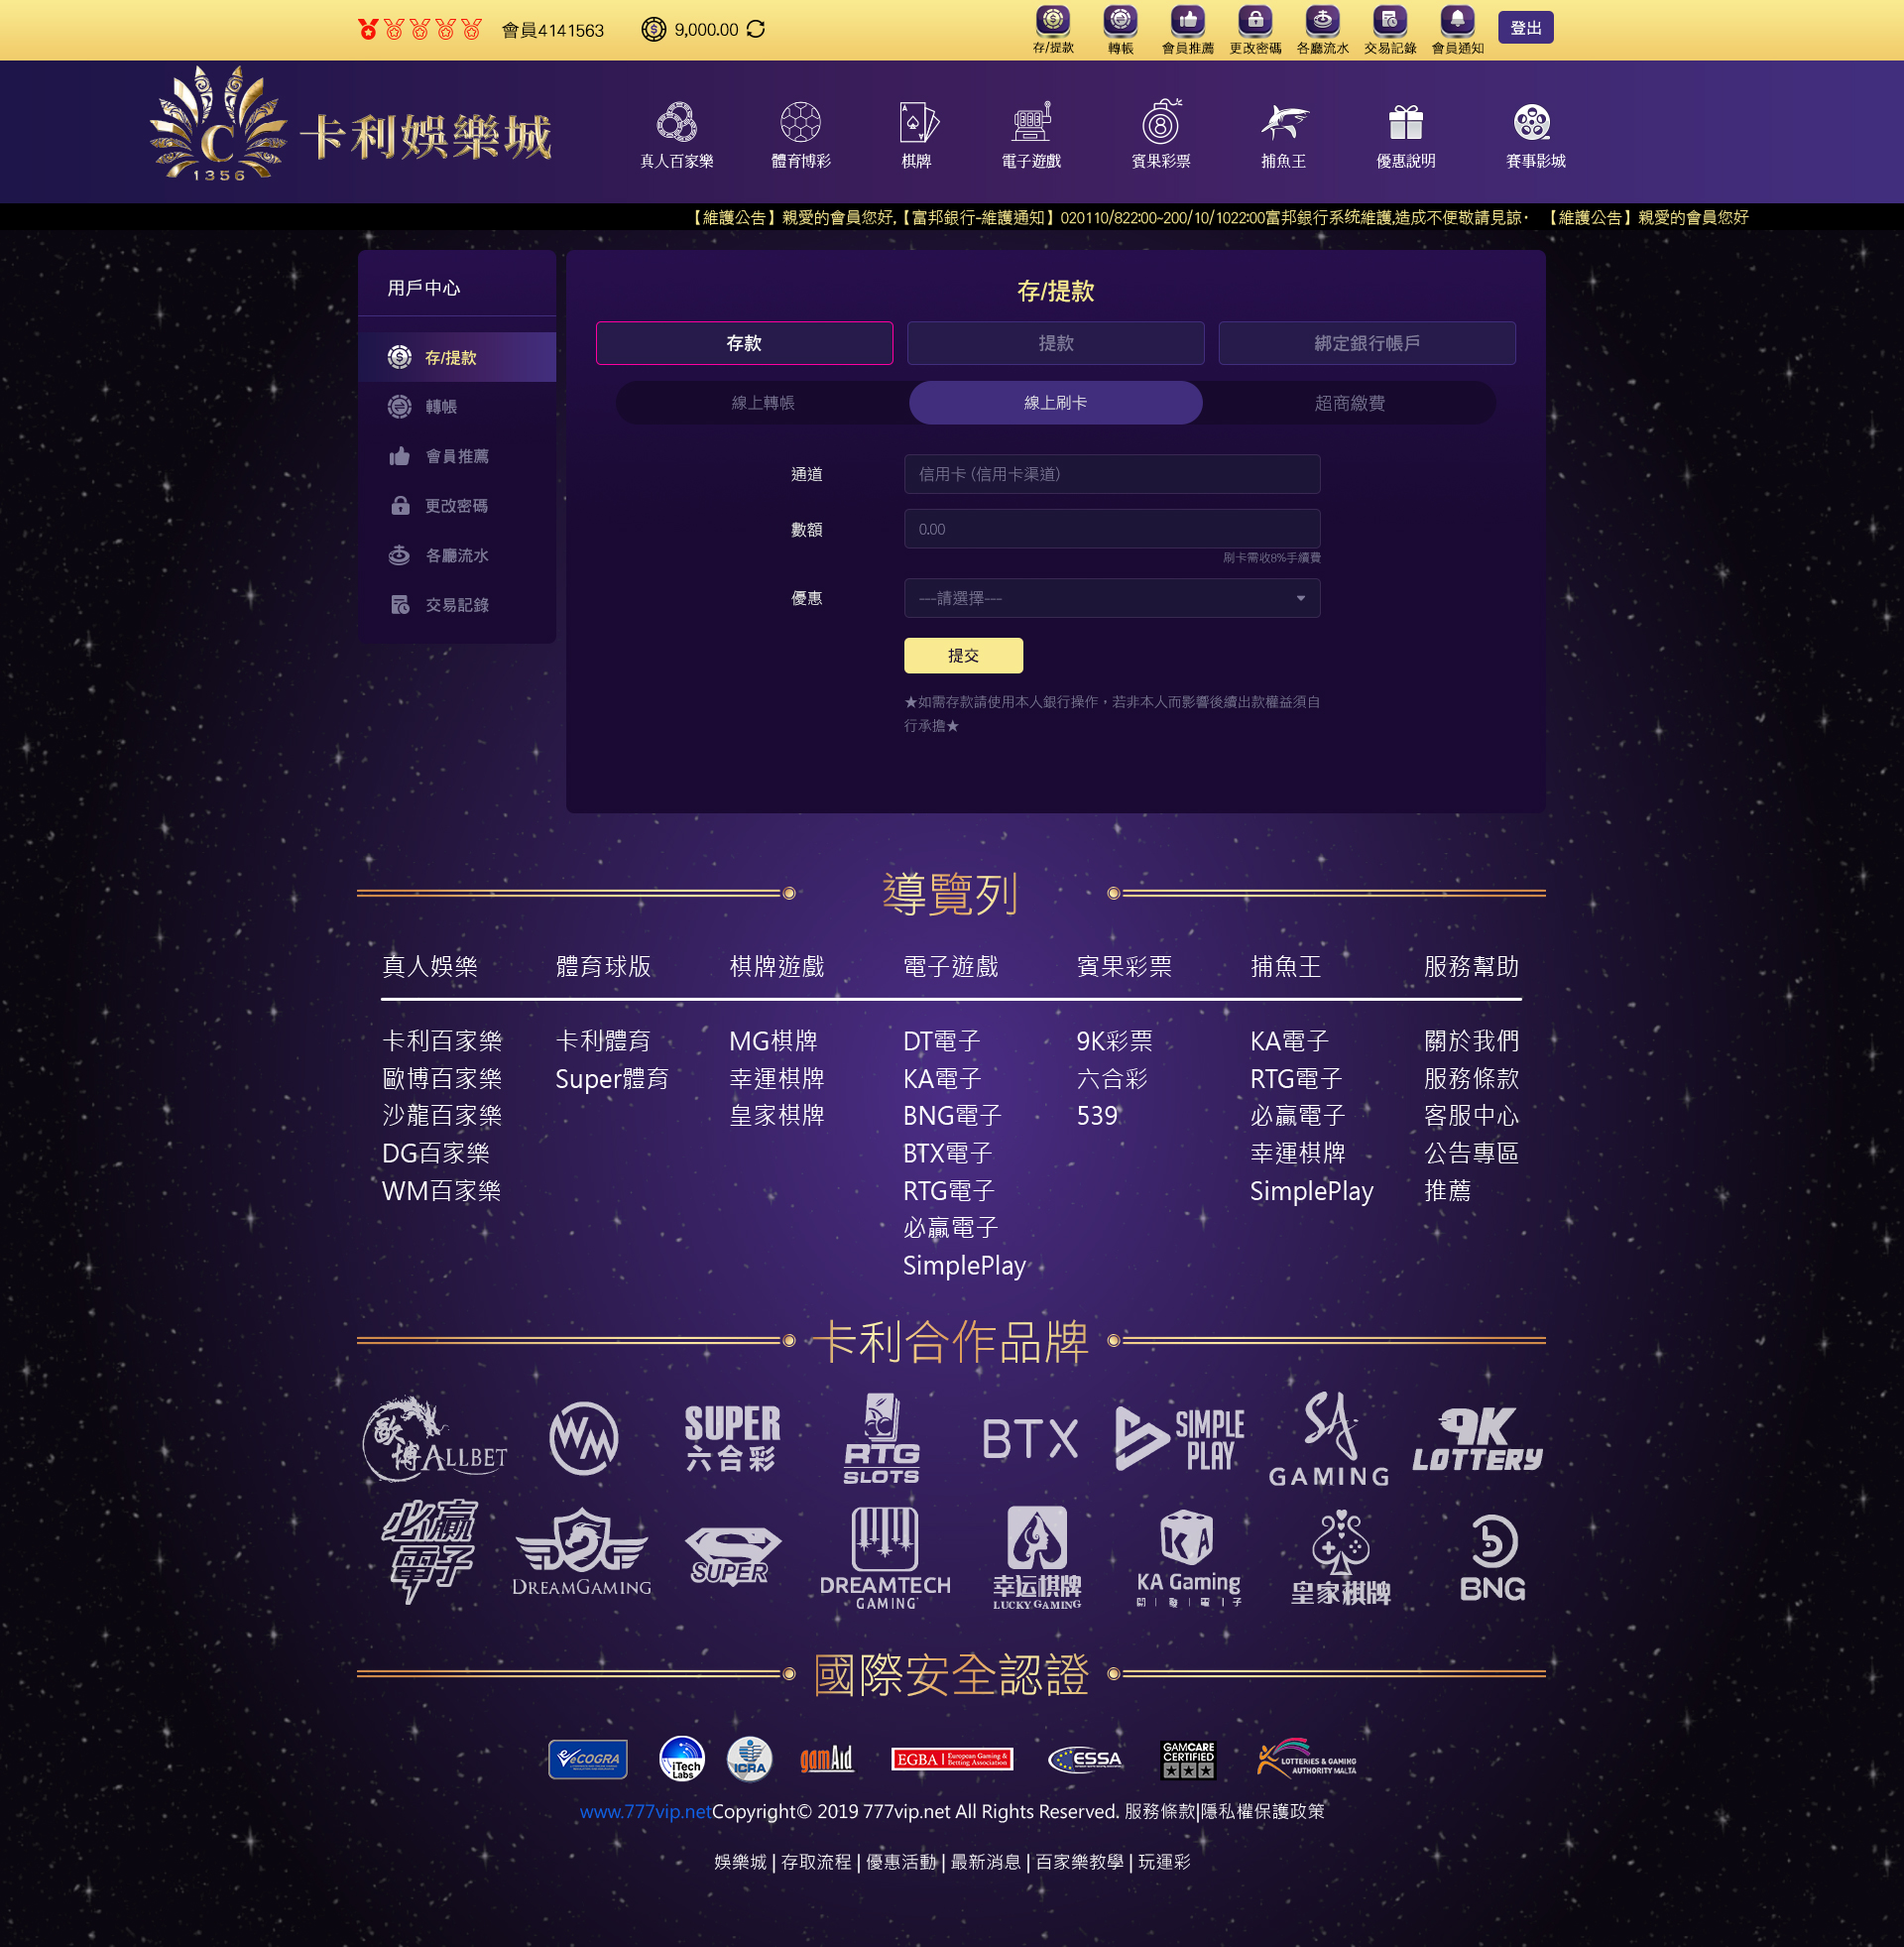 會員4141563 9,000.00
存/提款 轉帳 會員推薦 更改密碼 各廳流水 交易記錄 會員通知 登出
C
1356
卡利娛樂城
真人百家樂 體育博彩 棋牌 電子遊戲 賓果彩票 捕魚王 優惠說明 賽事影城
【維護公告】親愛的會員您好,【富邦銀行-維護通知】020110/822:00~200/10/1022:00富邦銀行系統維護,造成不便敬請見諒· 【維護公告】親愛的會員您好
用戶中心
存/提款
轉帳
會員推薦
更改密碼
各廳流水
交易記錄
存/提款
存款 提款 綁定銀行帳戶
線上轉帳 線上刷卡 超商繳費
通道 信用卡 (信用卡渠道)
數額 0.00
刷卡需收8%手續費
優惠 ---請選擇---
提交
★如需存款請使用本人銀行操作，若非本人而影響後續出款權益須自
行承擔★
導覽列
真人娛樂 體育球版 棋牌遊戲 電子遊戲 賓果彩票 捕魚王 服務幫助
卡利百家樂 卡利體育 MG棋牌 DT電子 9K彩票 KA電子 關於我們
歐博百家樂 Super體育 幸運棋牌 KA電子 六合彩 RTG電子 服務條款
沙龍百家樂 皇家棋牌 BNG電子 539 必贏電子 客服中心
DG百家樂 BTX電子 幸運棋牌 公告專區
WM百家樂 RTG電子 SimplePlay 推薦
必贏電子
SimplePlay
卡利合作品牌
歐博ALLBET WM SUPER 六合彩 RTG SLOTS BTX SIMPLE PLAY SA GAMING 9K LOTTERY
必贏電子 DG DREAMGAMING S SUPER DREAMTECH GAMING 幸运棋牌 LUCKY GAMING KA KA Gaming 皇家棋牌 BNG
國際安全認證
eCOGRA iTech Labs ICRA gamAid EGBA European Gaming & Betting Association ESSA GAMCARE CERTIFIED LOTTERIES & GAMING AUTHORITY MALTA
www.777vip.netCopyright© 2019 777vip.net All Rights Reserved. 服務條款|隱私權保護政策
娛樂城 | 存取流程 | 優惠活動 | 最新消息 | 百家樂教學 | 玩運彩